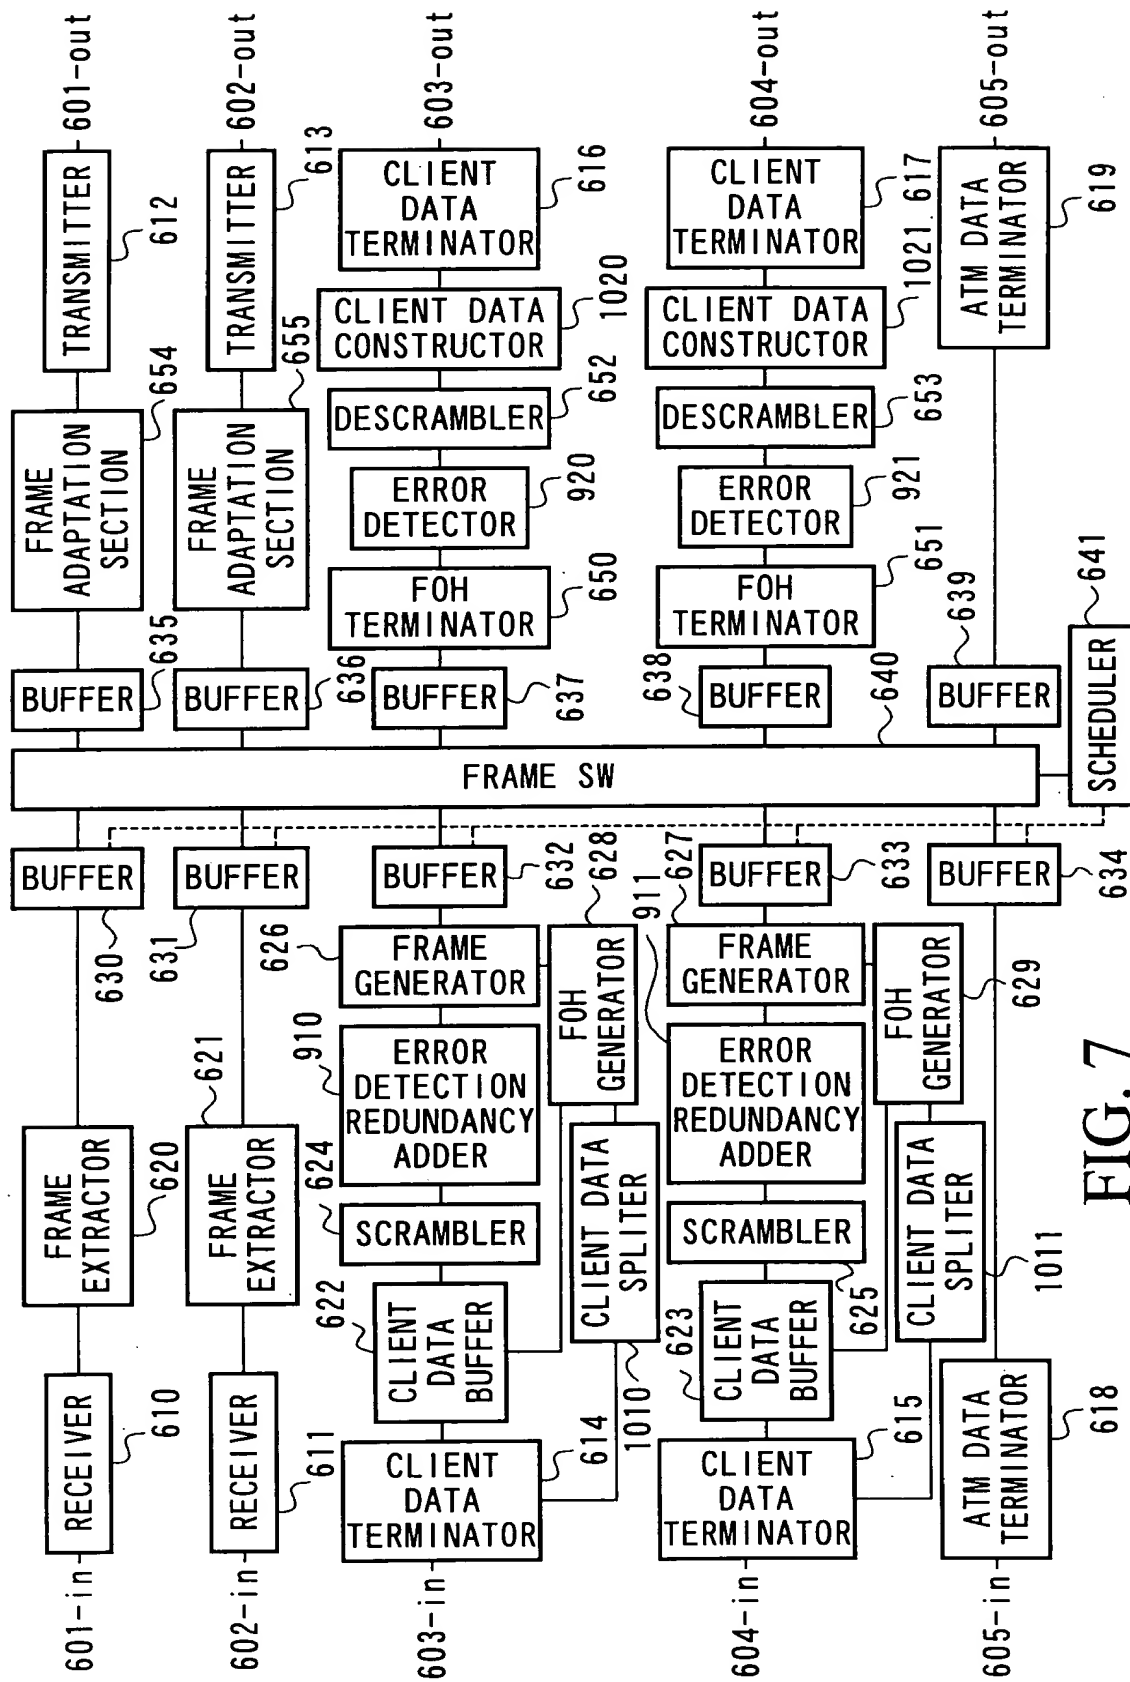 601-in
RECEIVER
610
FRAME
EXTRACTOR
620
BUFFER
630
BUFFER
635
FRAME
ADAPTATION
SECTION
654
TRANSMITTER
612
601-out
602-in
RECEIVER
611
FRAME
EXTRACTOR
621
BUFFER
631
BUFFER
636
FRAME
ADAPTATION
SECTION
655
TRANSMITTER
613
602-out
603-in
CLIENT
DATA
TERMINATOR
614
CLIENT
DATA
BUFFER
622
SCRAMBLER
624
ERROR
DETECTION
REDUNDANCY
ADDER
910
FRAME
GENERATOR
626
BUFFER
632
CLIENT DATA
SPLITER
1010
FOH
GENERATOR
628
FRAME SW
640
BUFFER
637
FOH
TERMINATOR
650
ERROR
DETECTOR
920
DESCRAMBLER
652
CLIENT DATA
CONSTRUCTOR
1020
CLIENT
DATA
TERMINATOR
616
603-out
604-in
CLIENT
DATA
TERMINATOR
615
CLIENT
DATA
BUFFER
623
SCRAMBLER
625
ERROR
DETECTION
REDUNDANCY
ADDER
911
FRAME
GENERATOR
627
BUFFER
633
CLIENT DATA
SPLITER
1011
FOH
GENERATOR
629
BUFFER
638
FOH
TERMINATOR
651
ERROR
DETECTOR
921
DESCRAMBLER
653
CLIENT DATA
CONSTRUCTOR
1021
CLIENT
DATA
TERMINATOR
617
604-out
605-in
ATM DATA
TERMINATOR
618
BUFFER
634
BUFFER
639
ATM DATA
TERMINATOR
619
605-out
SCHEDULER
641
FIG. 7